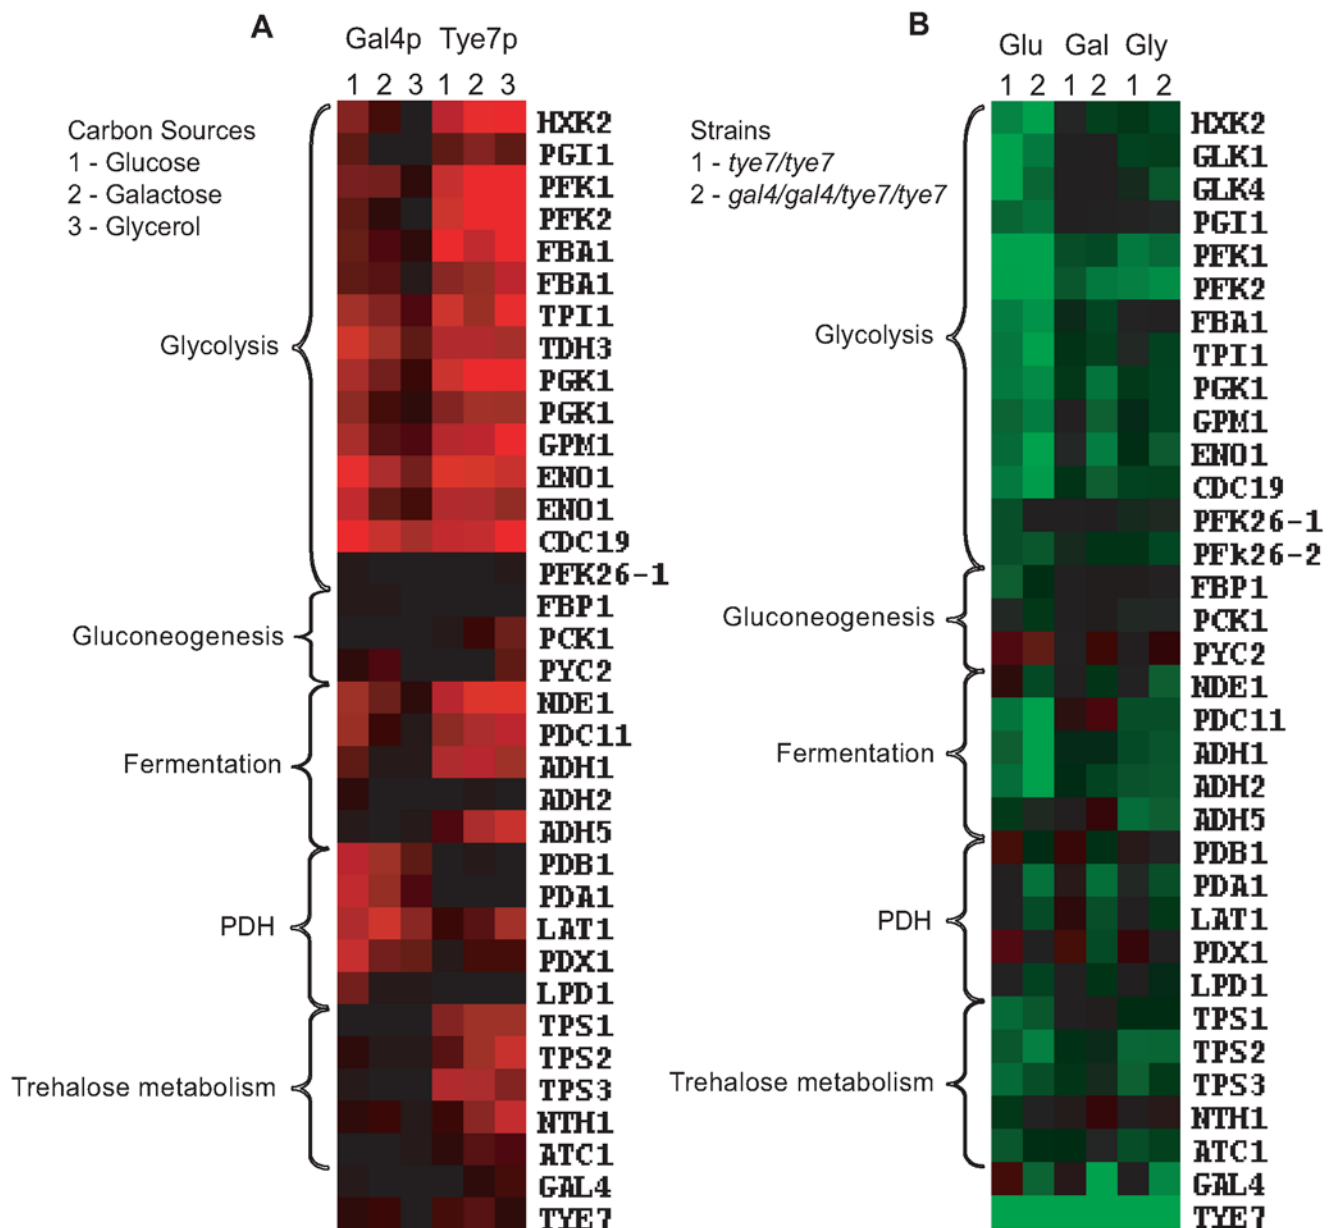 A
Gal4p Tye7p
1 2 3 1 2 3
Carbon Sources
1 - Glucose
2 - Galactose
3 - Glycerol
Glycolysis
Gluconeogenesis
Fermentation
PDH
Trehalose metabolism
HXK2
PGI1
PFK1
PFK2
FBA1
FBA1
TPI1
TDH3
PGK1
PGK1
GPM1
ENO1
ENO1
CDC19
PFK26-1
FBP1
PCK1
PYC2
NDE1
PDC11
ADH1
ADH2
ADH5
PDB1
PDA1
LAT1
PDX1
LPD1
TPS1
TPS2
TPS3
NTH1
ATC1
GAL4
TYE7
B
Glu Gal Gly
1 2 1 2 1 2
Strains
1 - tye7/tye7
2 - gal4/gal4/tye7/tye7
Glycolysis
Gluconeogenesis
Fermentation
PDH
Trehalose metabolism
HXK2
GLK1
GLK4
PGI1
PFK1
PFK2
FBA1
TPI1
PGK1
GPM1
ENO1
CDC19
PFK26-1
PFk26-2
FBP1
PCK1
PYC2
NDE1
PDC11
ADH1
ADH2
ADH5
PDB1
PDA1
LAT1
PDX1
LPD1
TPS1
TPS2
TPS3
NTH1
ATC1
GAL4
TYE7